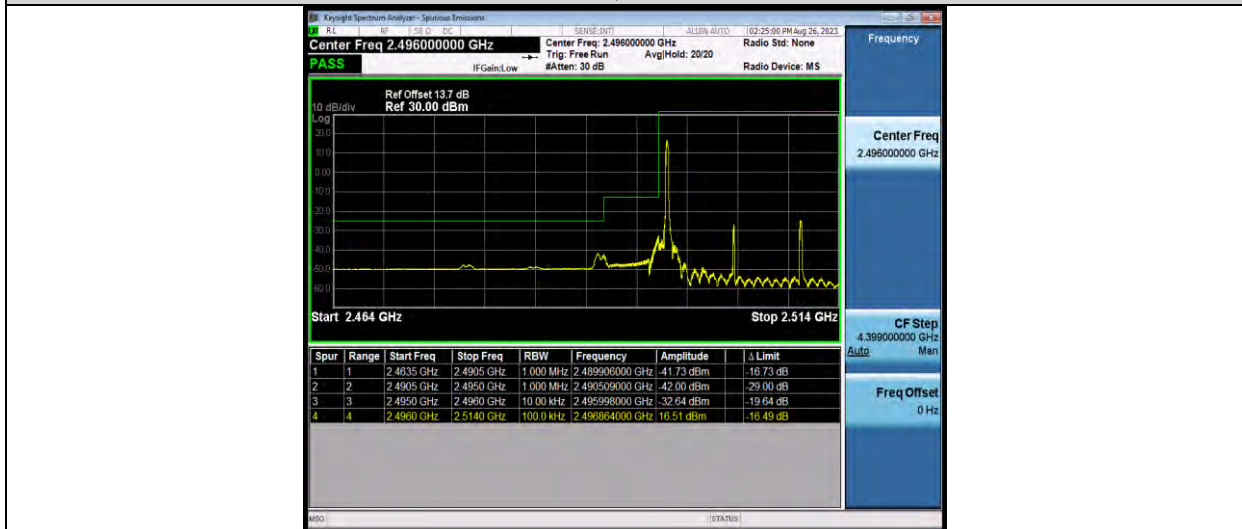 Keysight Spectrum Analyzer - Spurious Emissions
RL RF 50 Ω DC SENSE:INT ALIGN AUTO 02:25:00 PM Aug 26, 2023
Center Freq 2.496000000 GHz
Center Freq: 2.496000000 GHz
Radio Std: None
Trig: Free Run Avg|Hold: 20/20
PASS
IFGain:Low
#Atten: 30 dB
Radio Device: MS
Frequency
Ref Offset 13.7 dB
10 dB/div Ref 30.00 dBm
Log
20.0
10.0
0.00
-10.0
-20.0
-30.0
-40.0
-50.0
-60.0
Start 2.464 GHz Stop 2.514 GHz
Center Freq
2.496000000 GHz
CF Step
4.399000000 GHz
Auto Man
Freq Offset
0 Hz
Spur Range Start Freq Stop Freq RBW Frequency Amplitude Δ Limit
1 1 2.4635 GHz 2.4905 GHz 1.000 MHz 2.489906000 GHz -41.73 dBm -16.73 dB
2 2 2.4905 GHz 2.4950 GHz 1.000 MHz 2.490509000 GHz -42.00 dBm -29.00 dB
3 3 2.4950 GHz 2.4960 GHz 10.00 kHz 2.495998000 GHz -32.64 dBm -19.64 dB
4 4 2.4960 GHz 2.5140 GHz 100.0 kHz 2.496864000 GHz 16.51 dBm -16.49 dB
MSG STATUS